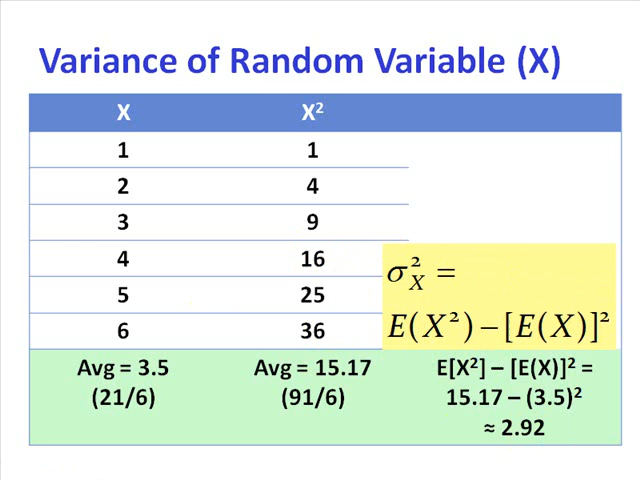 Variance of Random Variable (X)
X X²
1 1
2 4
3 9
4 16
5 25
6 36
σ²X =
E(X²) – [E(X)]²
Avg = 3.5 Avg = 15.17 E[X²] – [E(X)]² =
(21/6) (91/6) 15.17 – (3.5)²
≈ 2.92